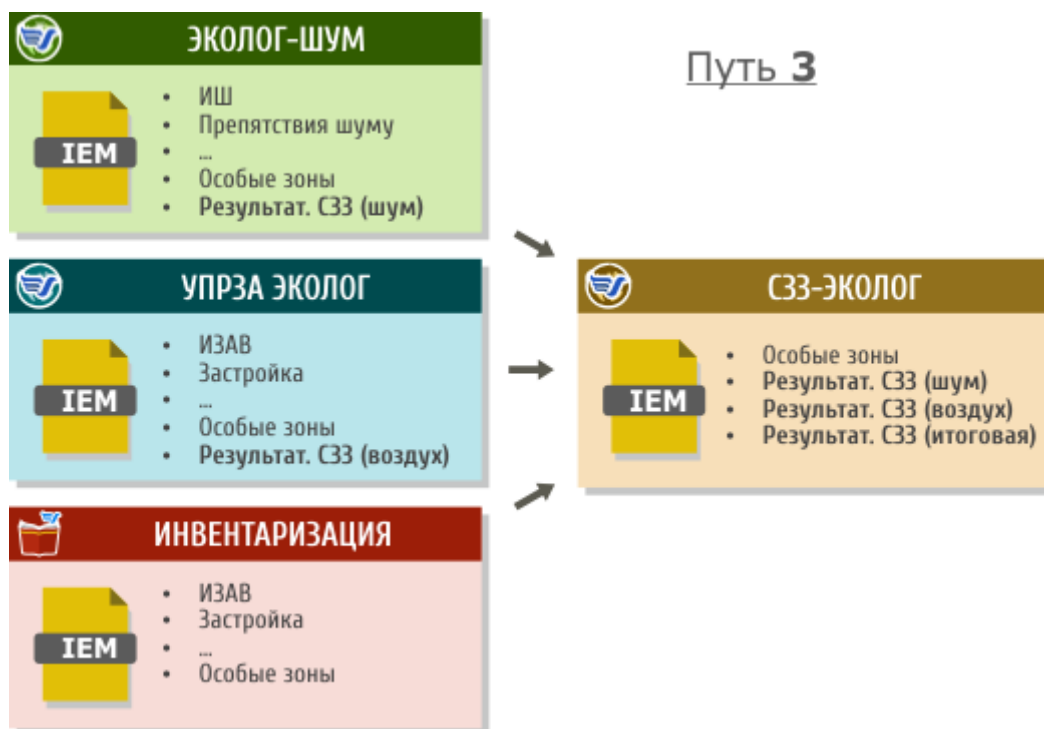 ЭКОЛОГ-ШУМ
IEM
• ИШ
• Препятствия шуму
• ...
• Особые зоны
• Результат. СЗЗ (шум)
Путь 3
УПРЗА ЭКОЛОГ
IEM
• ИЗАВ
• Застройка
• ...
• Особые зоны
• Результат. СЗЗ (воздух)
СЗЗ-ЭКОЛОГ
IEM
• Особые зоны
• Результат. СЗЗ (шум)
• Результат. СЗЗ (воздух)
• Результат. СЗЗ (итоговая)
ИНВЕНТАРИЗАЦИЯ
IEM
• ИЗАВ
• Застройка
• ...
• Особые зоны